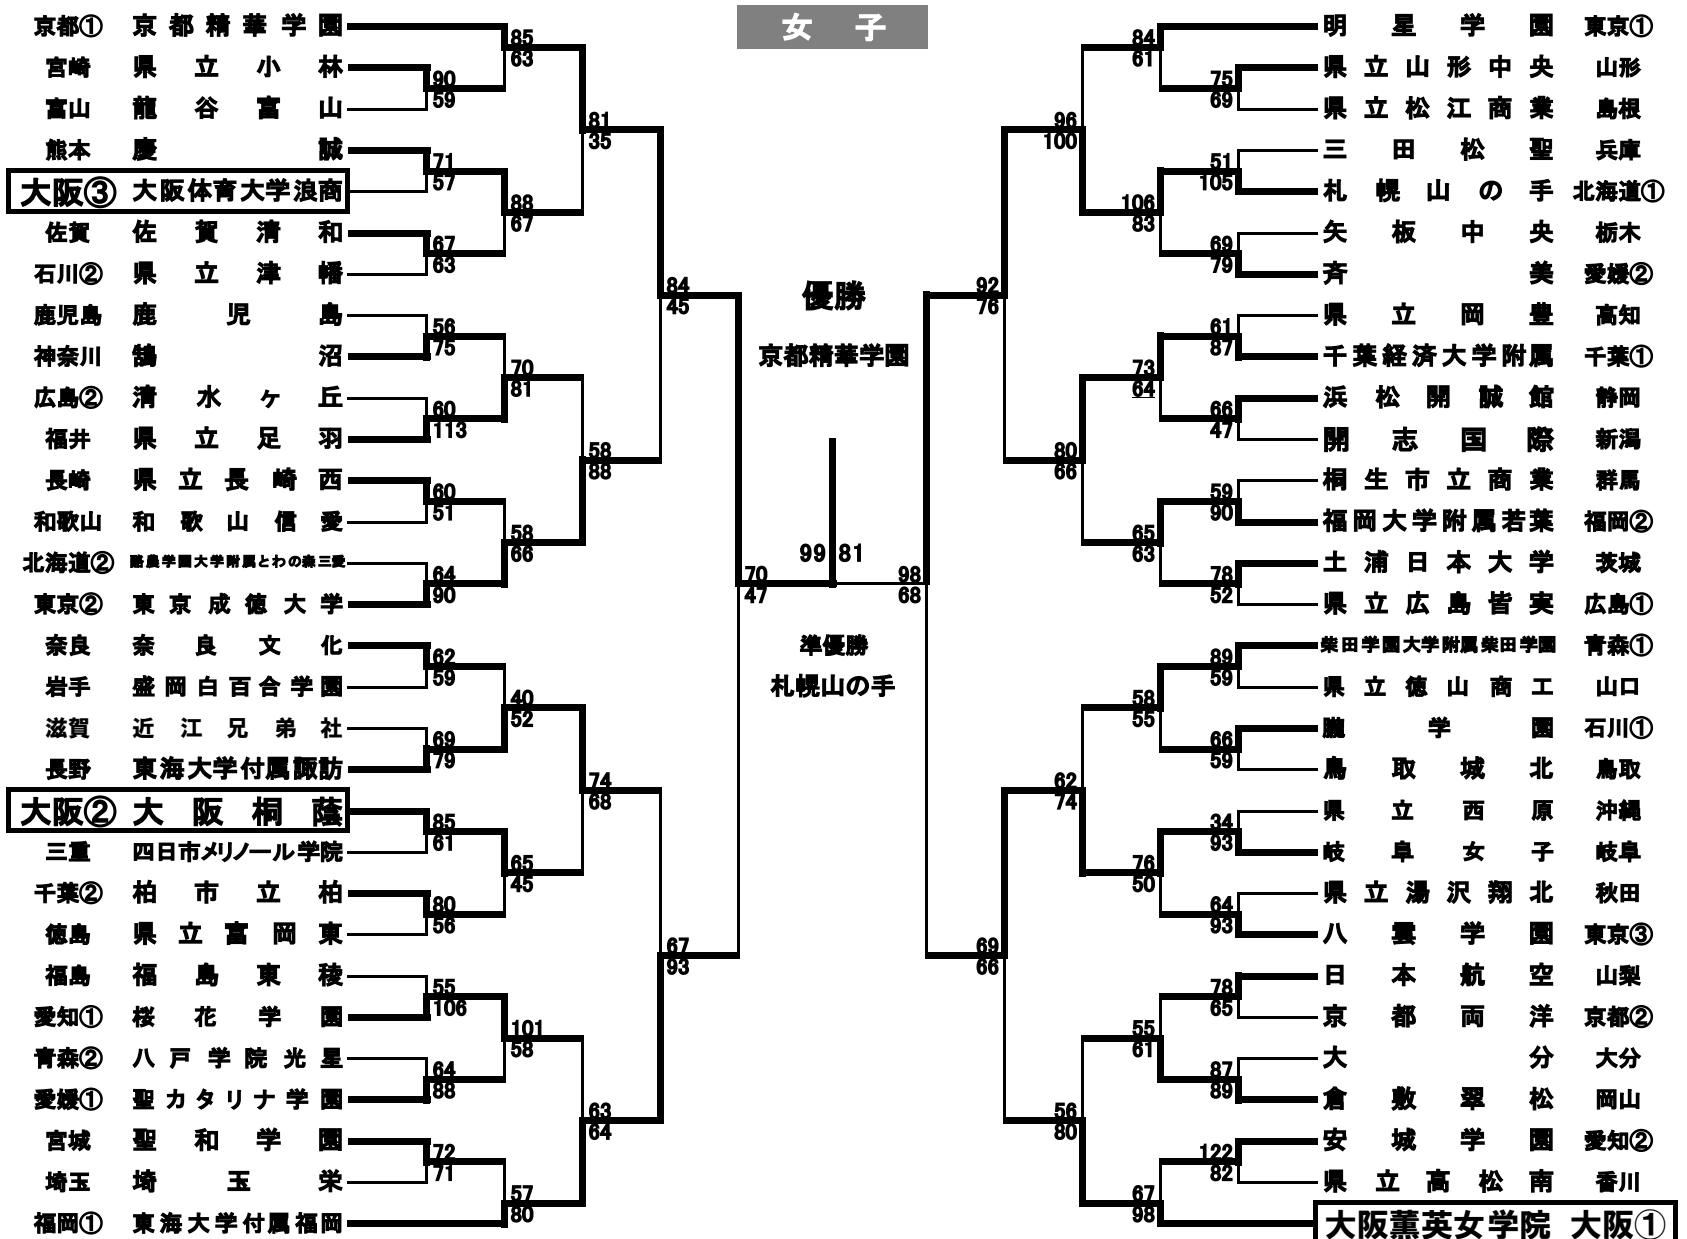 女子
京都① 京都精華学園
宮崎 県立小林
富山 龍谷富山
熊本 慶誠
大阪③ 大阪体育大学浪商
佐賀 佐賀清和
石川② 県立津幡
鹿児島 鹿児島
神奈川 鵠沼
広島② 清水ヶ丘
福井 県立足羽
長崎 県立長崎西
和歌山 和歌山信愛
北海道② 酪農学園大学附属とわの森三愛
東京② 東京成徳大学
奈良 奈良文化
岩手 盛岡白百合学園
滋賀 近江兄弟社
長野 東海大学付属諏訪
大阪② 大阪桐蔭
三重 四日市メリノール学院
千葉② 柏市立柏
徳島 県立富岡東
福島 福島東稜
愛知① 桜花学園
青森② 八戸学院光星
愛媛① 聖カタリナ学園
宮城 聖和学園
埼玉 埼玉栄
福岡① 東海大学付属福岡
90
59
71
57
67
63
56
75
60
113
60
51
64
90
62
59
69
79
85
61
80
56
55
106
64
88
72
71
85
63
88
67
70
81
58
66
40
52
65
45
101
58
57
80
81
35
58
88
74
68
63
64
84
45
67
93
70
47
優勝
京都精華学園
99 81
準優勝
札幌山の手
98
68
92
76
69
66
96
100
80
66
62
74
56
80
84
61
106
83
73
64
65
63
58
55
76
50
55
61
67
98
75
69
51
105
69
79
61
87
66
47
59
90
78
52
89
59
66
59
34
93
64
93
78
65
87
89
122
82
明星学園 東京①
県立山形中央 山形
県立松江商業 島根
三田松聖 兵庫
札幌山の手 北海道①
矢板中央 栃木
斉美 愛媛②
県立岡豊 高知
千葉経済大学附属 千葉①
浜松開誠館 静岡
開志国際 新潟
桐生市立商業 群馬
福岡大学附属若葉 福岡②
土浦日本大学 茨城
県立広島皆実 広島①
柴田学園大学附属柴田学園 青森①
県立徳山商工 山口
鵬学園 石川①
鳥取城北 鳥取
県立西原 沖縄
岐阜女子 岐阜
県立湯沢翔北 秋田
八雲学園 東京③
日本航空 山梨
京都両洋 京都②
大分 大分
倉敷翠松 岡山
安城学園 愛知②
県立高松南 香川
大阪薫英女学院 大阪①